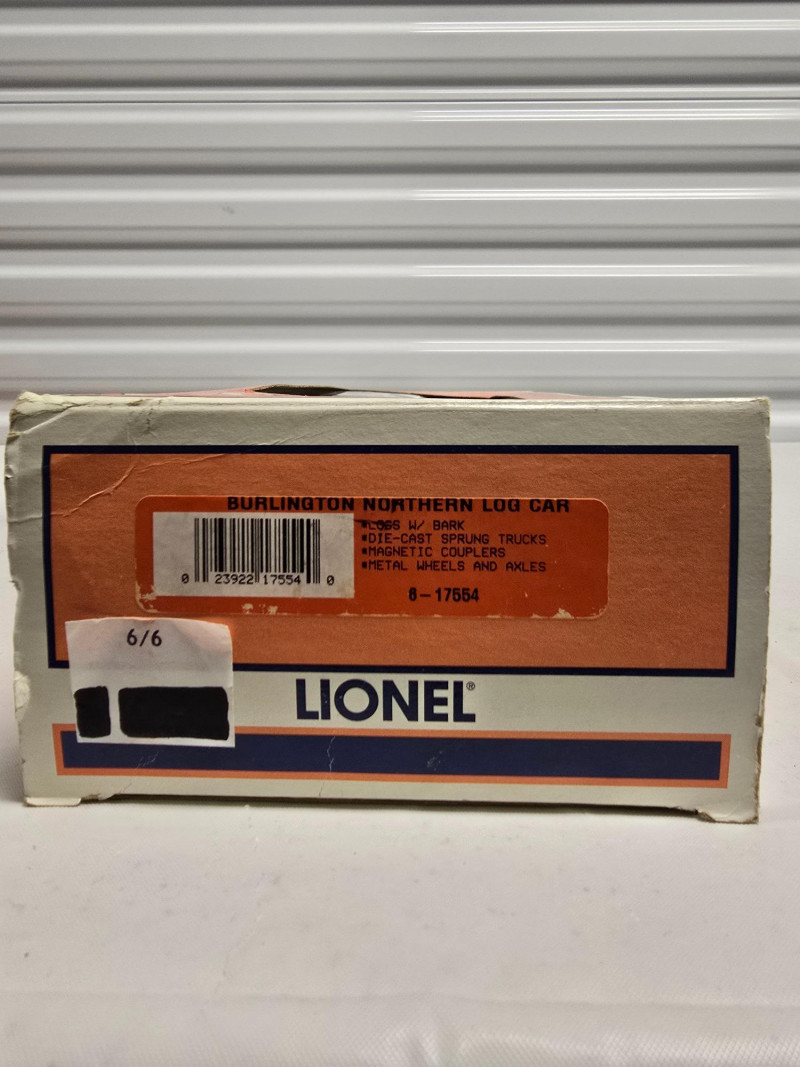 BURLINGTON NORTHERN LOG CAR
*LOGS W/ BARK
*DIE-CAST SPRUNG TRUCKS
*MAGNETIC COUPLERS
*METAL WHEELS AND AXLES
0 23922 17554 0
6-17554
6/6
LIONEL®